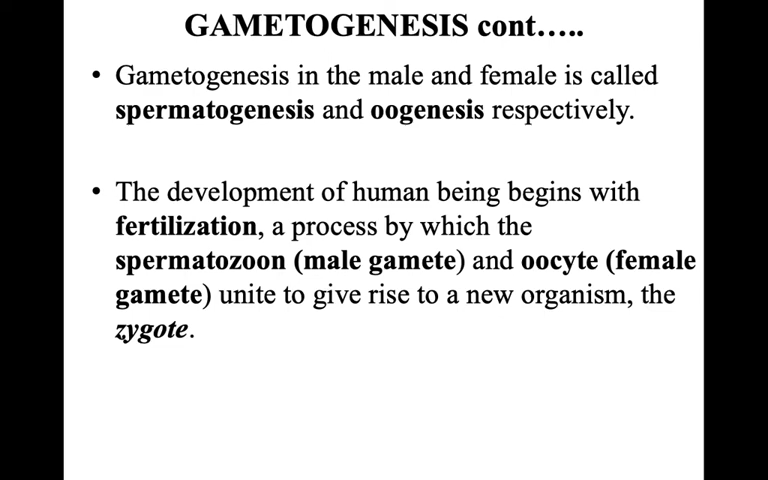 GAMETOGENESIS cont…..
• Gametogenesis in the male and female is called
spermatogenesis and oogenesis respectively.
• The development of human being begins with
fertilization, a process by which the
spermatozoon (male gamete) and oocyte (female
gamete) unite to give rise to a new organism, the
zygote.